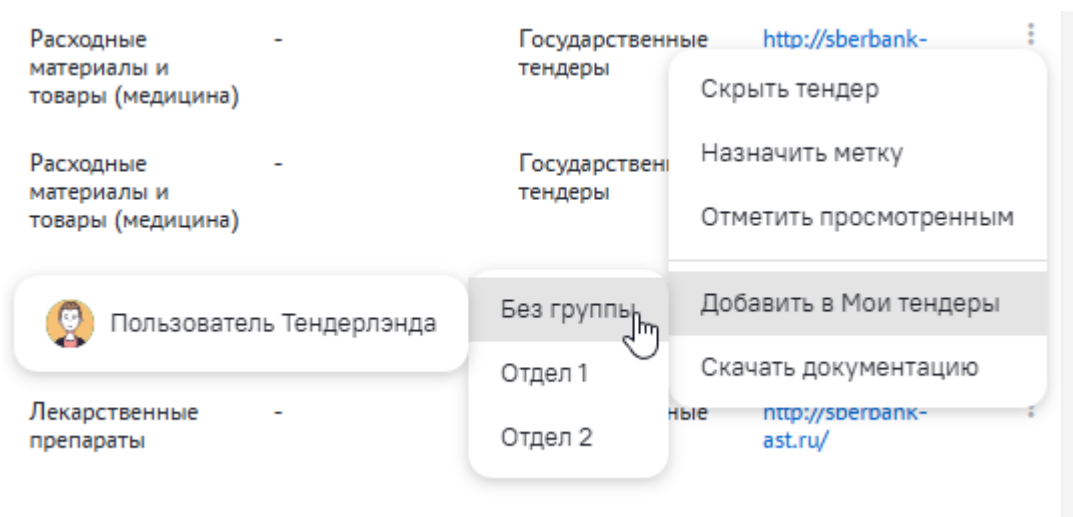 Расходные
материалы и
товары (медицина)
-
Государственные
тендеры
http://sberbank-
Скрыть тендер
Назначить метку
Отметить просмотренным
Добавить в Мои тендеры
Скачать документацию
Расходные
материалы и
товары (медицина)
-
тендеры
Пользователь Тендерлэнда
Без группы
Отдел 1
Отдел 2
Лекарственные
препараты
-
http://sberbank-
ast.ru/